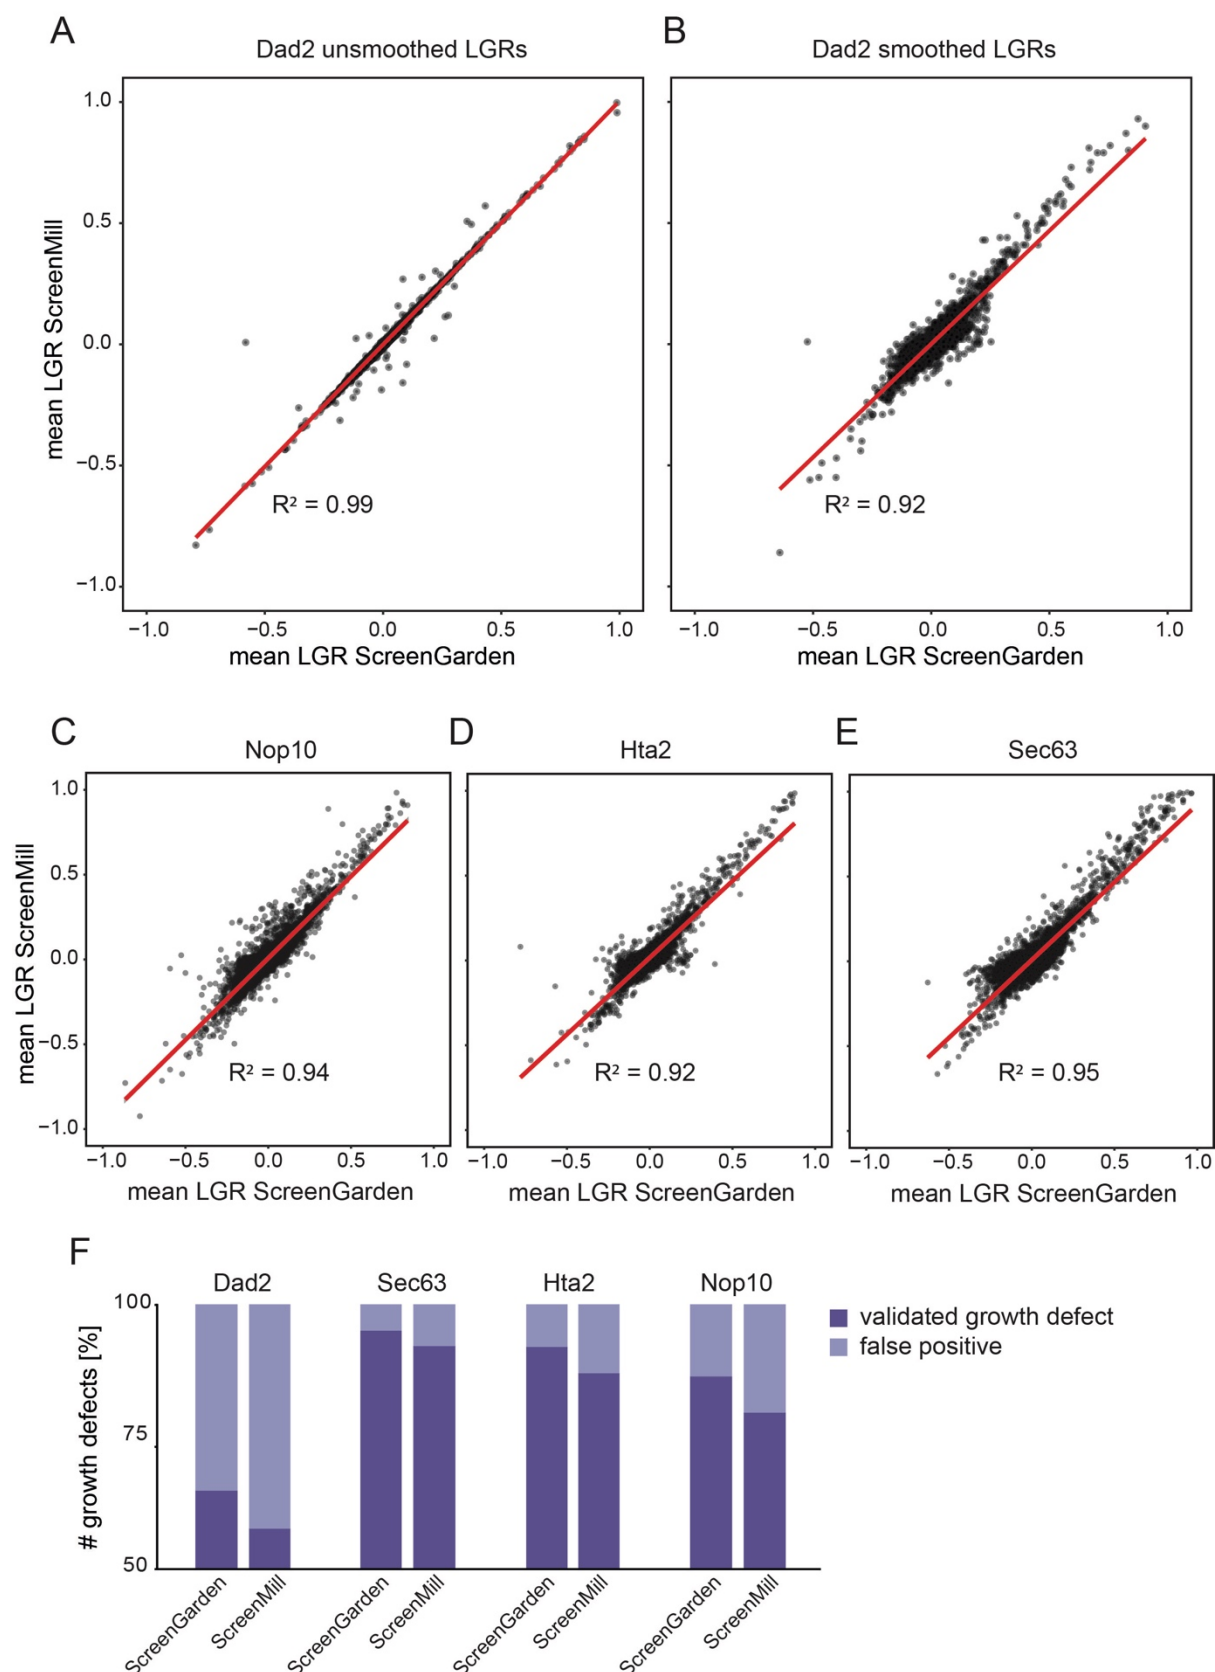 A
Dad2 unsmoothed LGRs
B
Dad2 smoothed LGRs
mean LGR ScreenMill
1.0
0.5
0.0
−0.5
−1.0
R² = 0.99
R² = 0.92
−1.0 −0.5 0.0 0.5 1.0
−1.0 −0.5 0.0 0.5 1.0
mean LGR ScreenGarden
mean LGR ScreenGarden
C
Nop10
D
Hta2
E
Sec63
mean LGR ScreenMill
1.0
0.5
0.0
−0.5
−1.0
R² = 0.94
R² = 0.92
R² = 0.95
−1.0 −0.5 0.0 0.5 1.0
−1.0 −0.5 0.0 0.5 1.0
−1.0 −0.5 0.0 0.5 1.0
mean LGR ScreenGarden
mean LGR ScreenGarden
mean LGR ScreenGarden
F
Dad2
Sec63
Hta2
Nop10
# growth defects [%]
100
75
50
validated growth defect
false positive
ScreenGarden
ScreenMill
ScreenGarden
ScreenMill
ScreenGarden
ScreenMill
ScreenGarden
ScreenMill